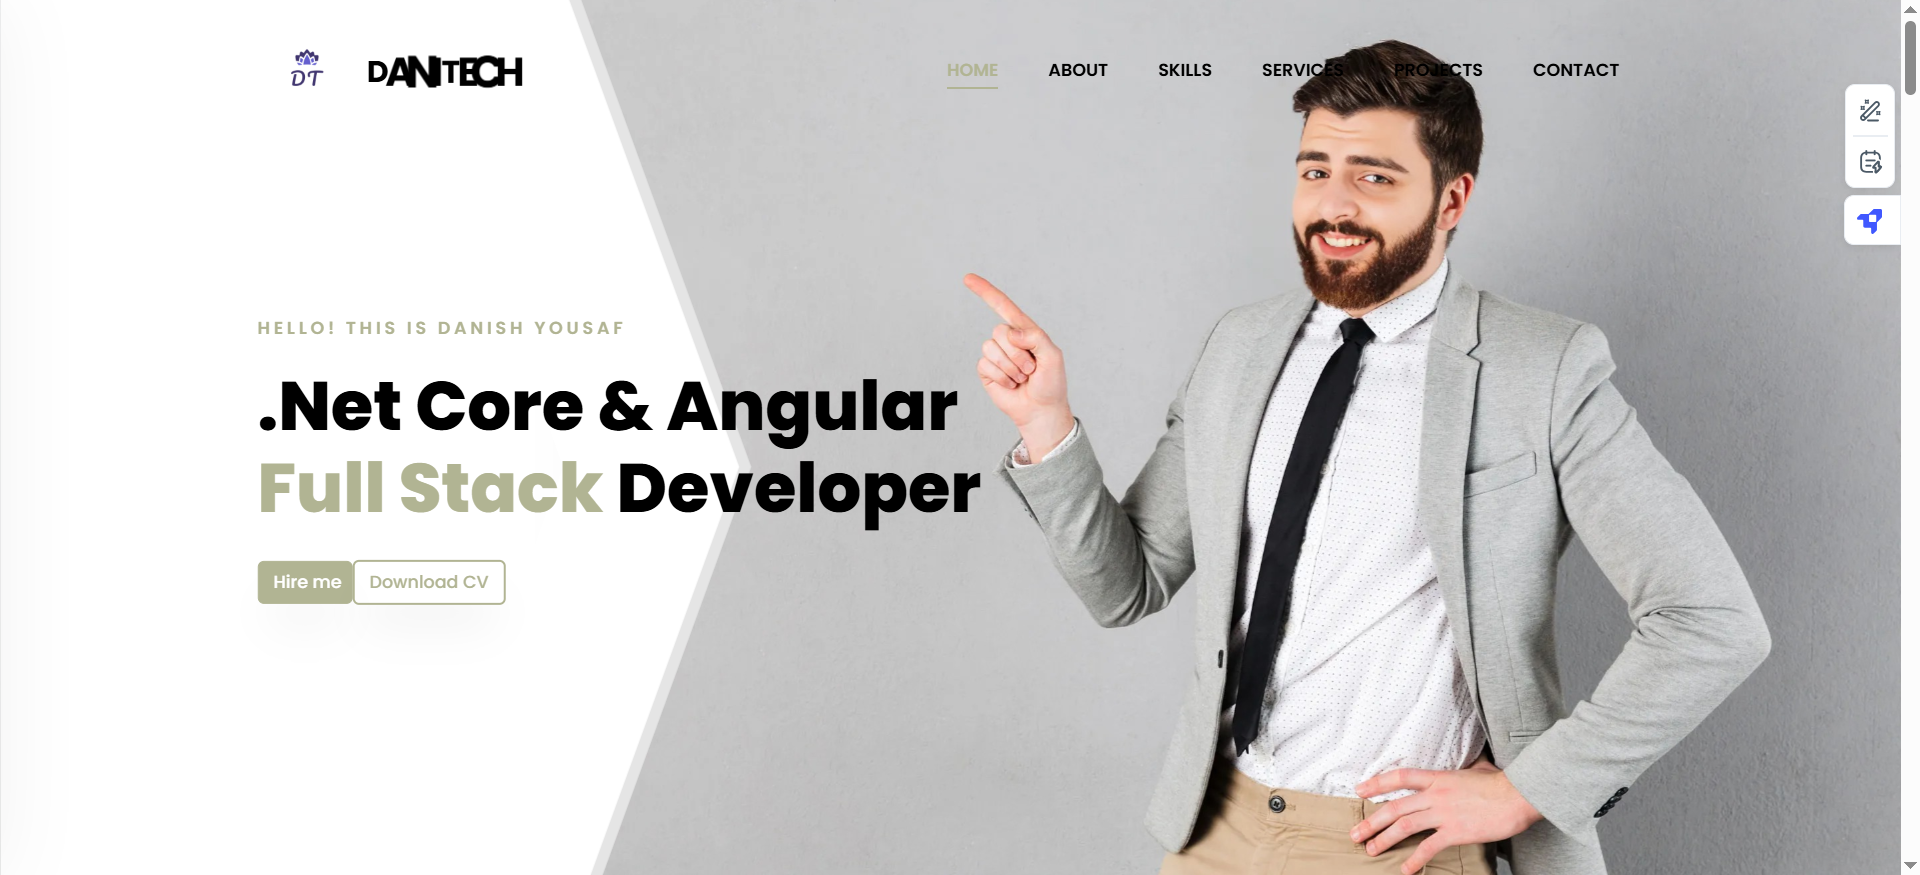 DT
DANITECH
HOME ABOUT SKILLS SERVICES PROJECTS CONTACT
HELLO! THIS IS DANISH YOUSAF
.Net Core & Angular
Full Stack Developer
Hire me Download CV